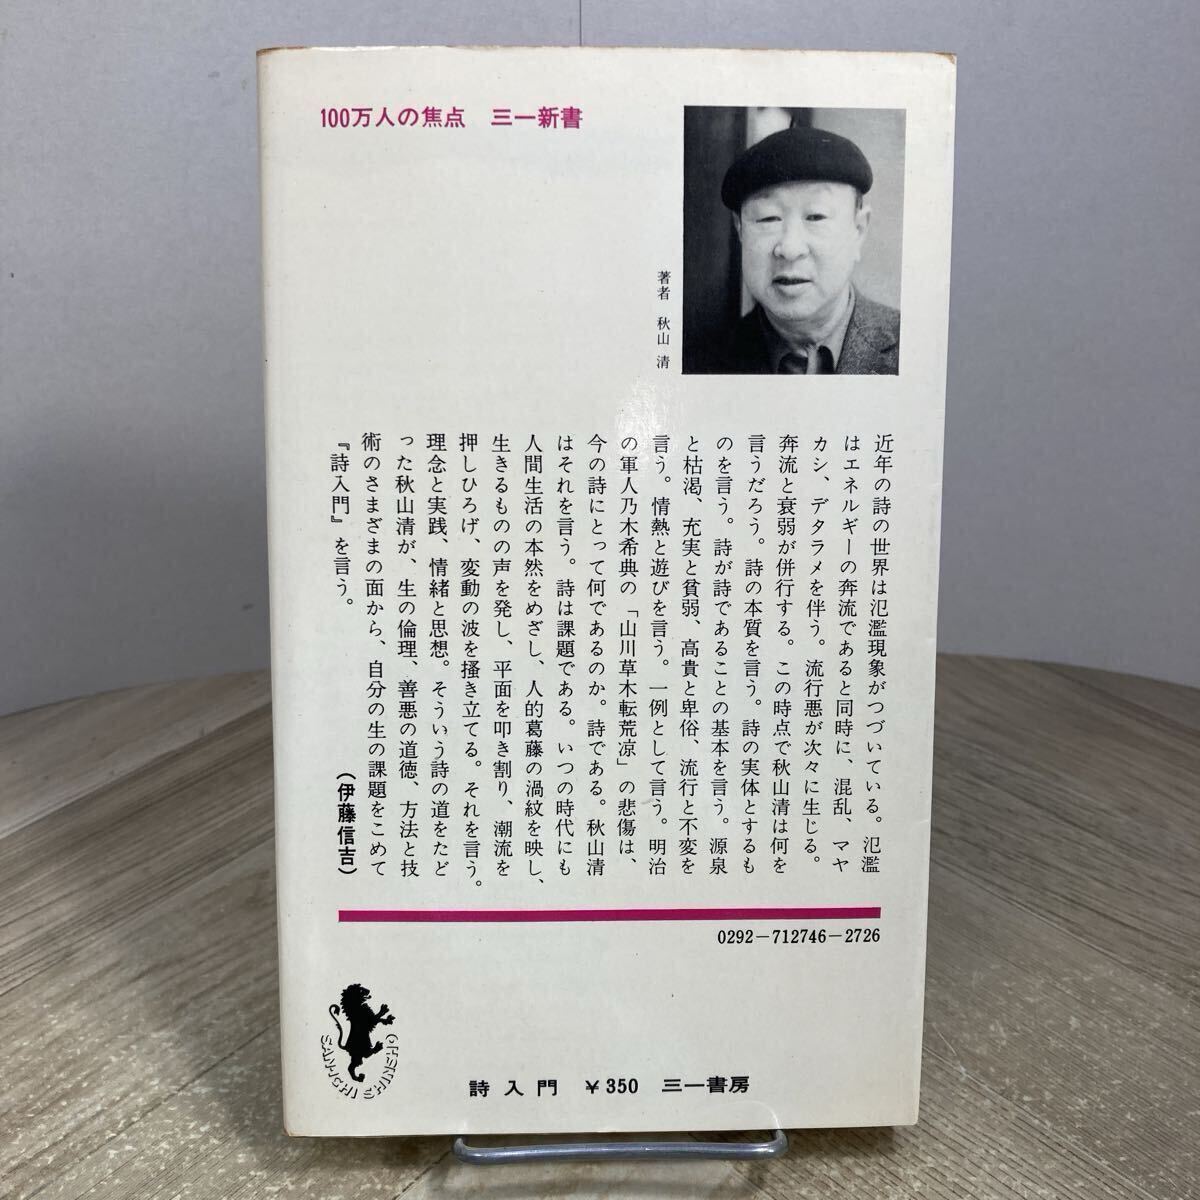 100万人の焦点 三一新書
著者 秋山 清
近年の詩の世界は氾濫現象がつづいている。氾濫
はエネルギーの奔流であると同時に、混乱、マヤ
カシ、デタラメを伴う。流行悪が次々に生じる。
奔流と衰弱が併行する。この時点で秋山清は何を
言うだろう。詩の本質を言う。詩の実体とするも
のを言う。詩が詩であることの基本を言う。源泉
と枯渇、充実と貧弱、高貴と卑俗、流行と不変を
言う。情熱と遊びを言う。一例として言う。明治
の軍人乃木希典の「山川草木転荒凉」の悲傷は、
今の詩にとって何であるのか。詩である。秋山清
はそれを言う。詩は課題である。いつの時代にも
人間生活の本然をめざし、人的葛藤の渦紋を映し、
生きるものの声を発し、平面を叩き割り、潮流を
押しひろげ、変動の波を掻き立てる。それを言う。
理念と実践、情緒と思想。そういう詩の道をたど
った秋山清が、生の倫理、善悪の道徳、方法と技
術のさまざまの面から、自分の生の課題をこめて
『詩入門』を言う。
(伊藤信吉)
0292-712746-2726
SAN-ICHI SHINSHO
詩入門 ¥350 三一書房